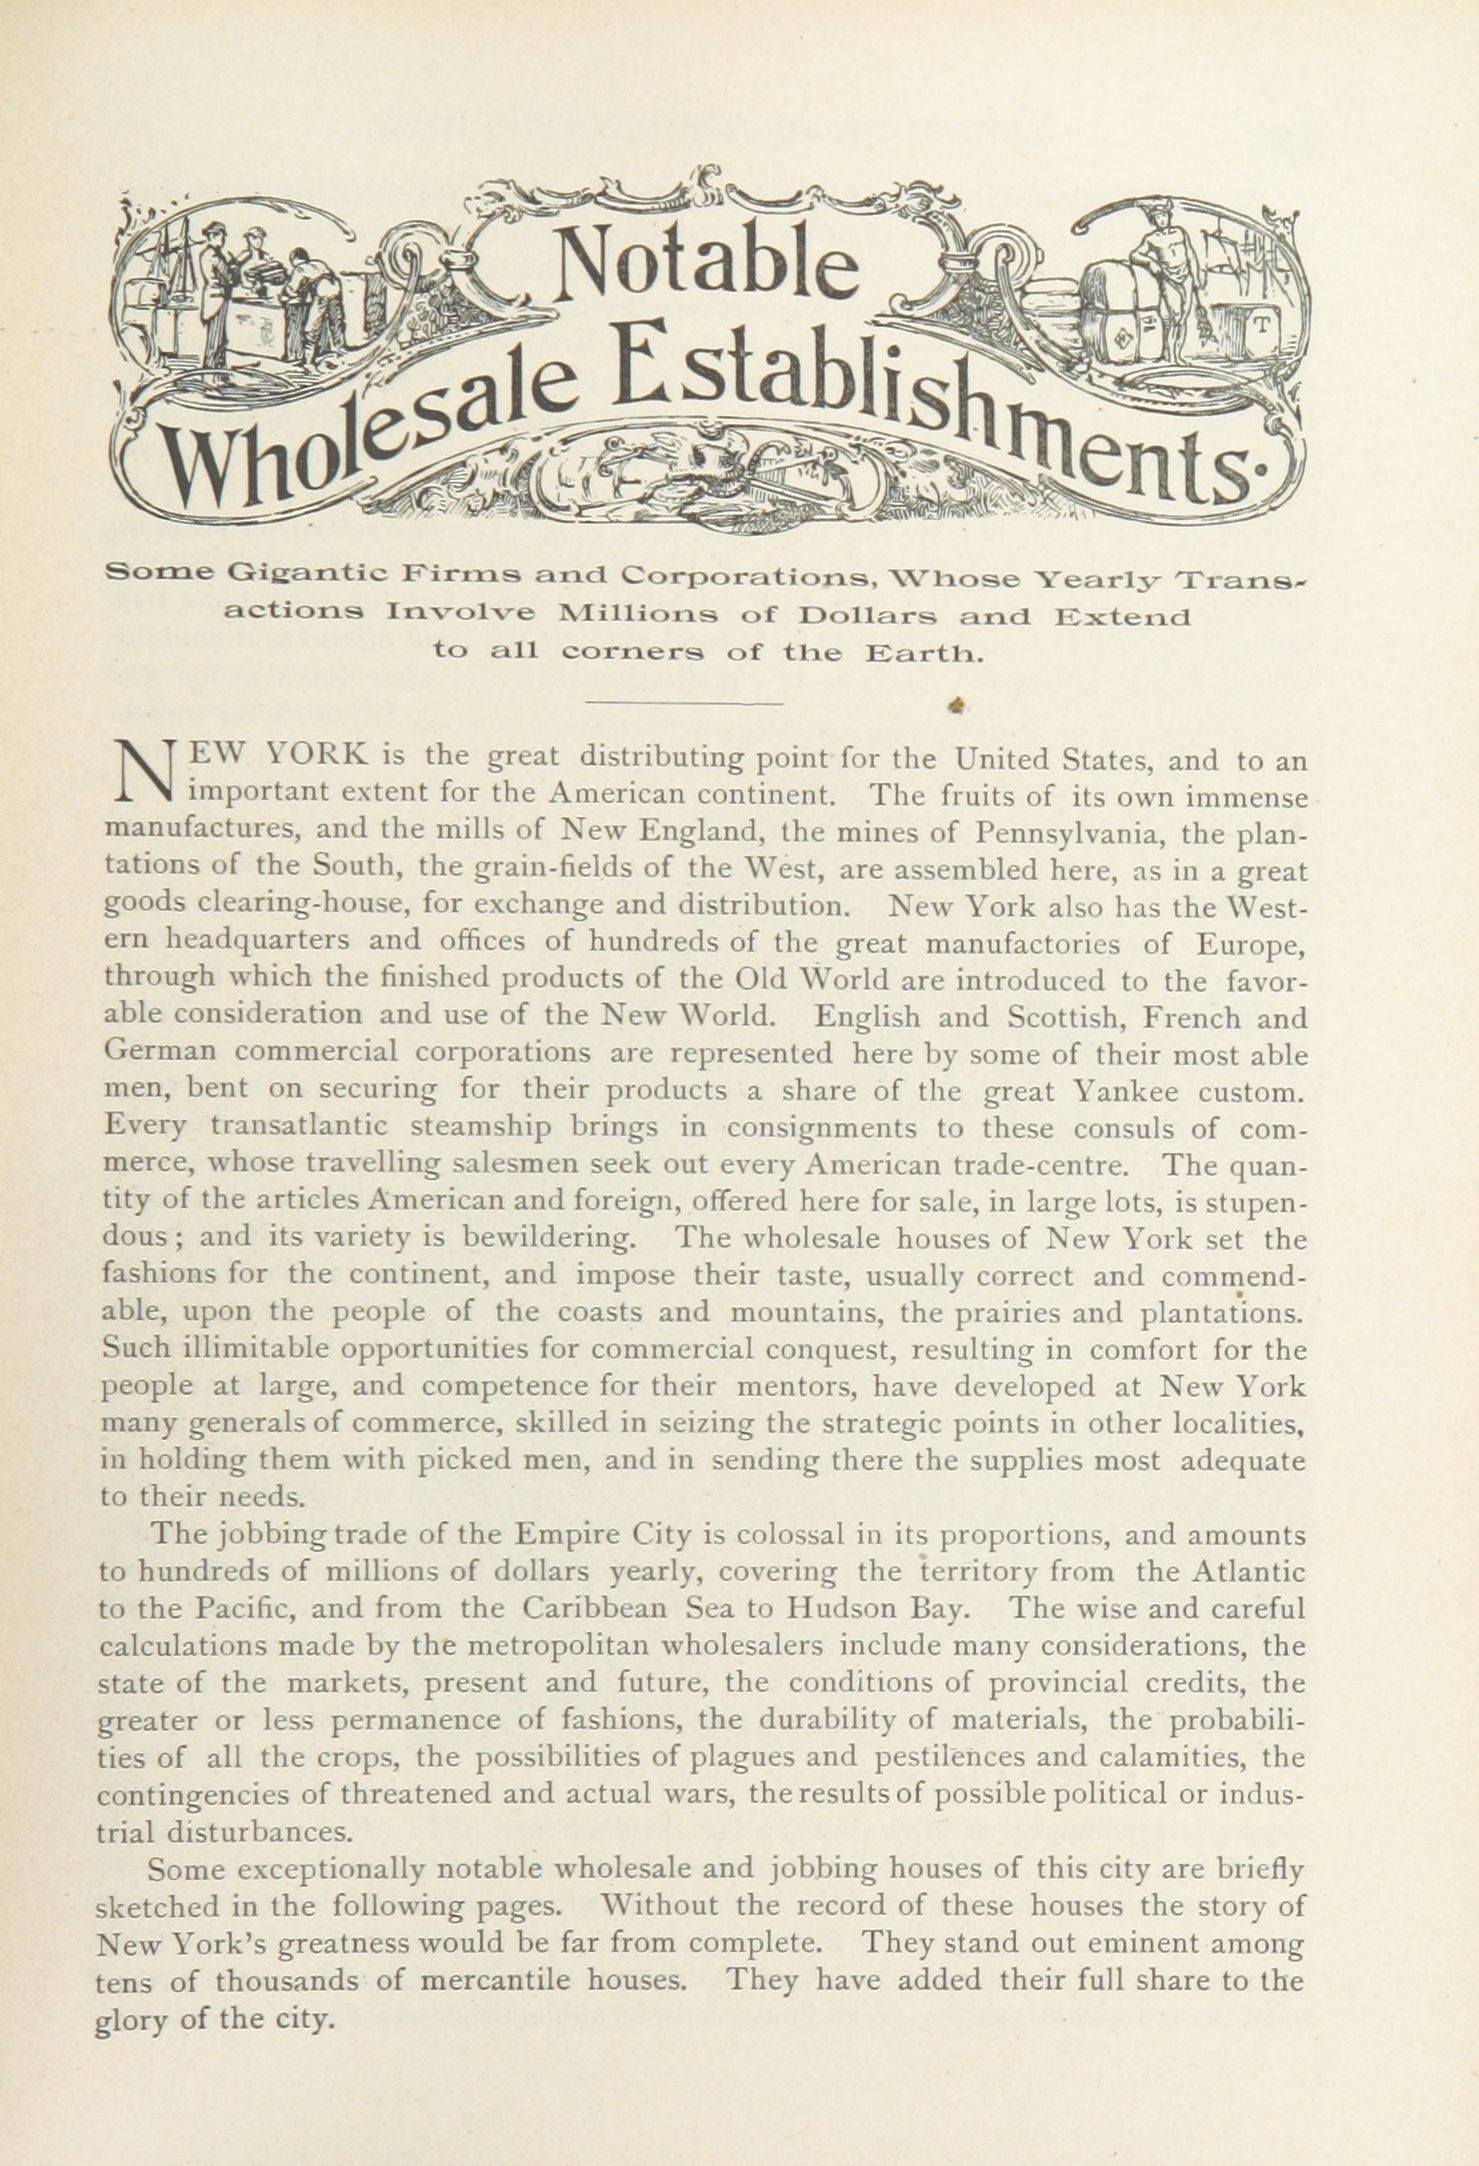 Notable
Wholesale Establishments.
T
Some Gigantic Firms and Corporations, Whose Yearly Trans-
actions Involve Millions of Dollars and Extend
to all corners of the Earth.
NEW YORK is the great distributing point for the United States, and to an
important extent for the American continent. The fruits of its own immense
manufactures, and the mills of New England, the mines of Pennsylvania, the plan-
tations of the South, the grain-fields of the West, are assembled here, as in a great
goods clearing-house, for exchange and distribution. New York also has the West-
ern headquarters and offices of hundreds of the great manufactories of Europe,
through which the finished products of the Old World are introduced to the favor-
able consideration and use of the New World. English and Scottish, French and
German commercial corporations are represented here by some of their most able
men, bent on securing for their products a share of the great Yankee custom.
Every transatlantic steamship brings in consignments to these consuls of com-
merce, whose travelling salesmen seek out every American trade-centre. The quan-
tity of the articles American and foreign, offered here for sale, in large lots, is stupen-
dous; and its variety is bewildering. The wholesale houses of New York set the
fashions for the continent, and impose their taste, usually correct and commend-
able, upon the people of the coasts and mountains, the prairies and plantations.
Such illimitable opportunities for commercial conquest, resulting in comfort for the
people at large, and competence for their mentors, have developed at New York
many generals of commerce, skilled in seizing the strategic points in other localities,
in holding them with picked men, and in sending there the supplies most adequate
to their needs.
The jobbing trade of the Empire City is colossal in its proportions, and amounts
to hundreds of millions of dollars yearly, covering the territory from the Atlantic
to the Pacific, and from the Caribbean Sea to Hudson Bay. The wise and careful
calculations made by the metropolitan wholesalers include many considerations, the
state of the markets, present and future, the conditions of provincial credits, the
greater or less permanence of fashions, the durability of materials, the probabili-
ties of all the crops, the possibilities of plagues and pestilences and calamities, the
contingencies of threatened and actual wars, the results of possible political or indus-
trial disturbances.
Some exceptionally notable wholesale and jobbing houses of this city are briefly
sketched in the following pages. Without the record of these houses the story of
New York's greatness would be far from complete. They stand out eminent among
tens of thousands of mercantile houses. They have added their full share to the
glory of the city.